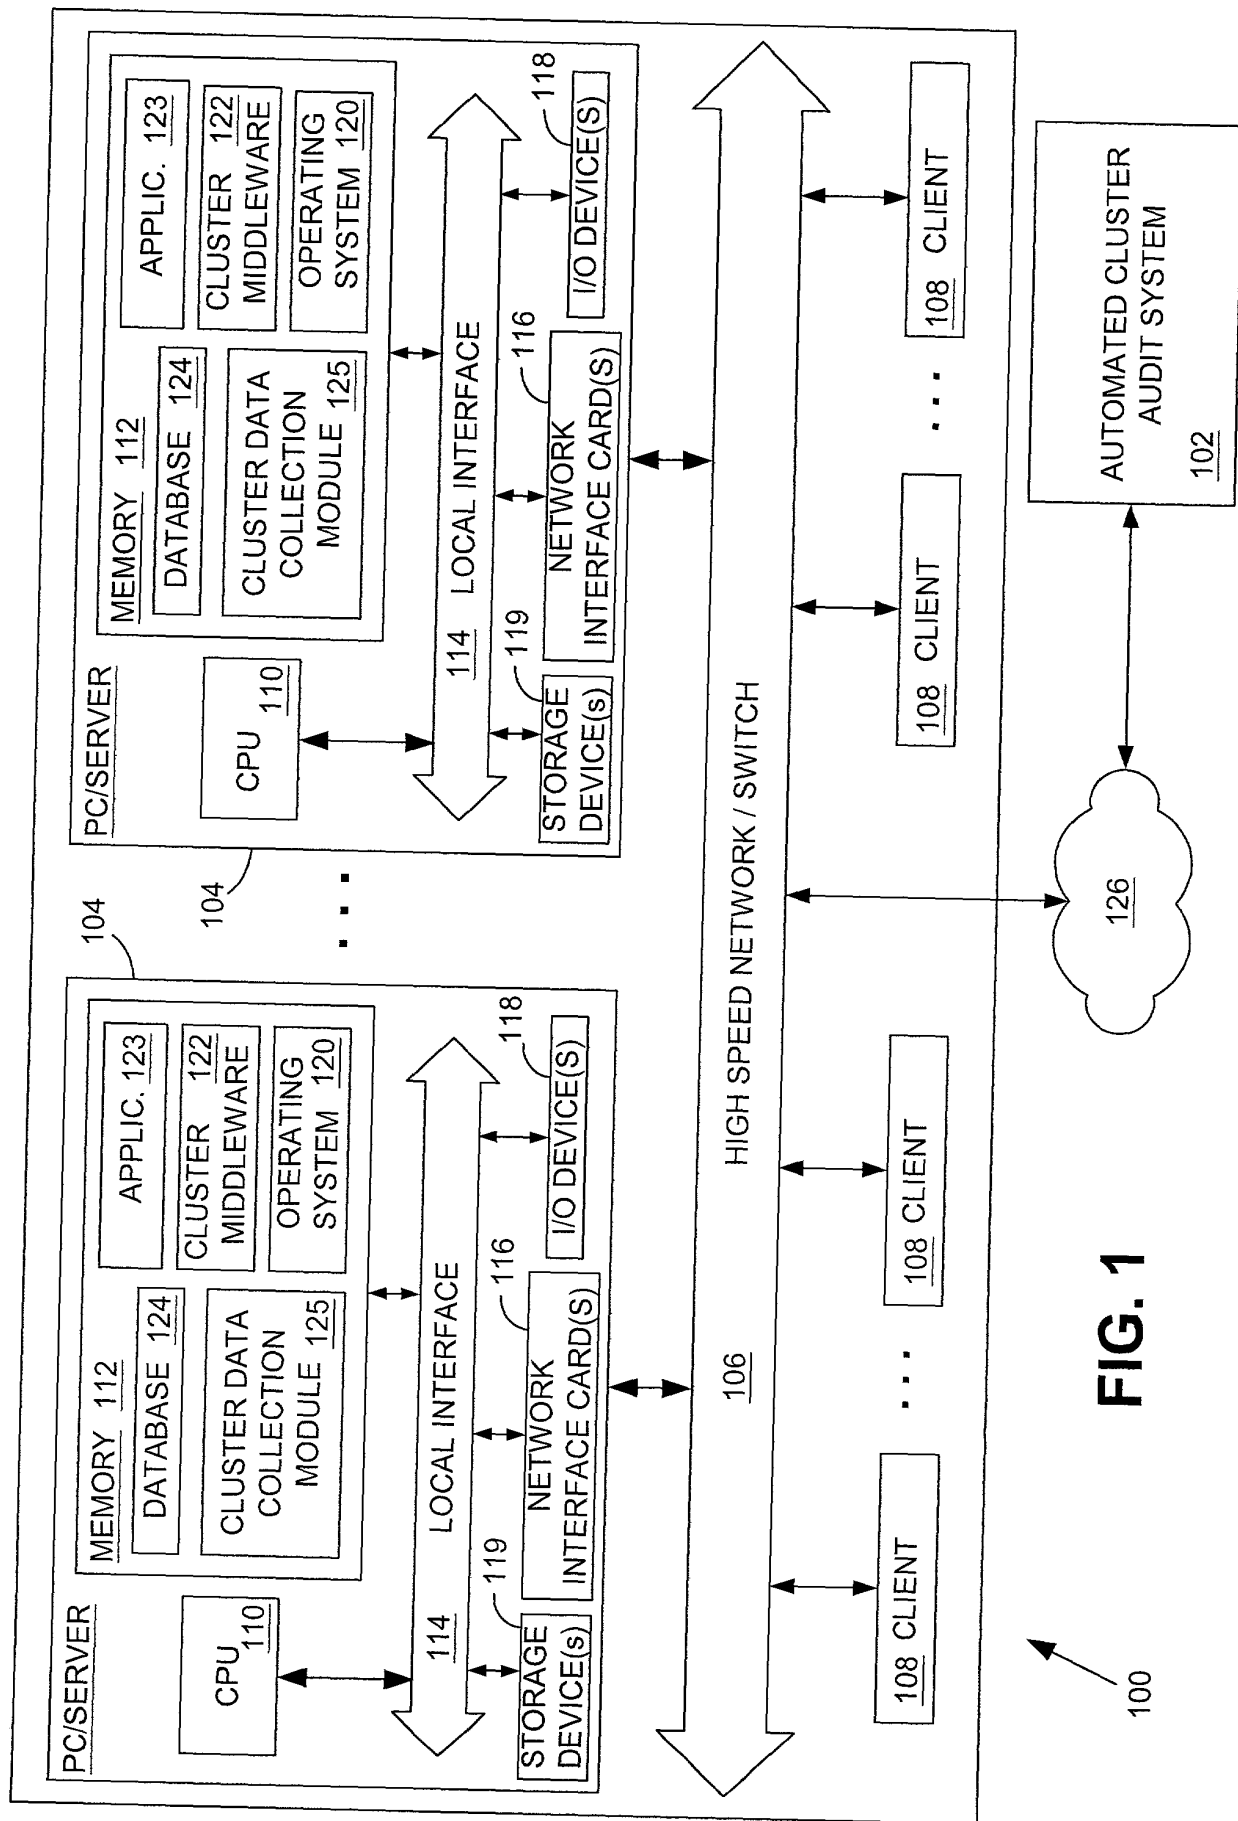 104
104
PC/SERVER
CPU
110
MEMORY 112
DATABASE 124
CLUSTER DATA
COLLECTION
MODULE 125
APPLIC. 123
CLUSTER 122
MIDDLEWARE
OPERATING
SYSTEM 120
114 LOCAL INTERFACE
119
STORAGE
DEVICE(s)
116
NETWORK
INTERFACE CARD(S)
118
I/O DEVICE(S)
PC/SERVER
CPU
110
MEMORY 112
DATABASE 124
CLUSTER DATA
COLLECTION
MODULE 125
APPLIC. 123
CLUSTER 122
MIDDLEWARE
OPERATING
SYSTEM 120
114 LOCAL INTERFACE
119
STORAGE
DEVICE(s)
116
NETWORK
INTERFACE CARD(S)
118
I/O DEVICE(S)
...
106 HIGH SPEED NETWORK / SWITCH
108 CLIENT
...
108 CLIENT
108 CLIENT
...
108 CLIENT
100
126
AUTOMATED CLUSTER
AUDIT SYSTEM
102
FIG. 1